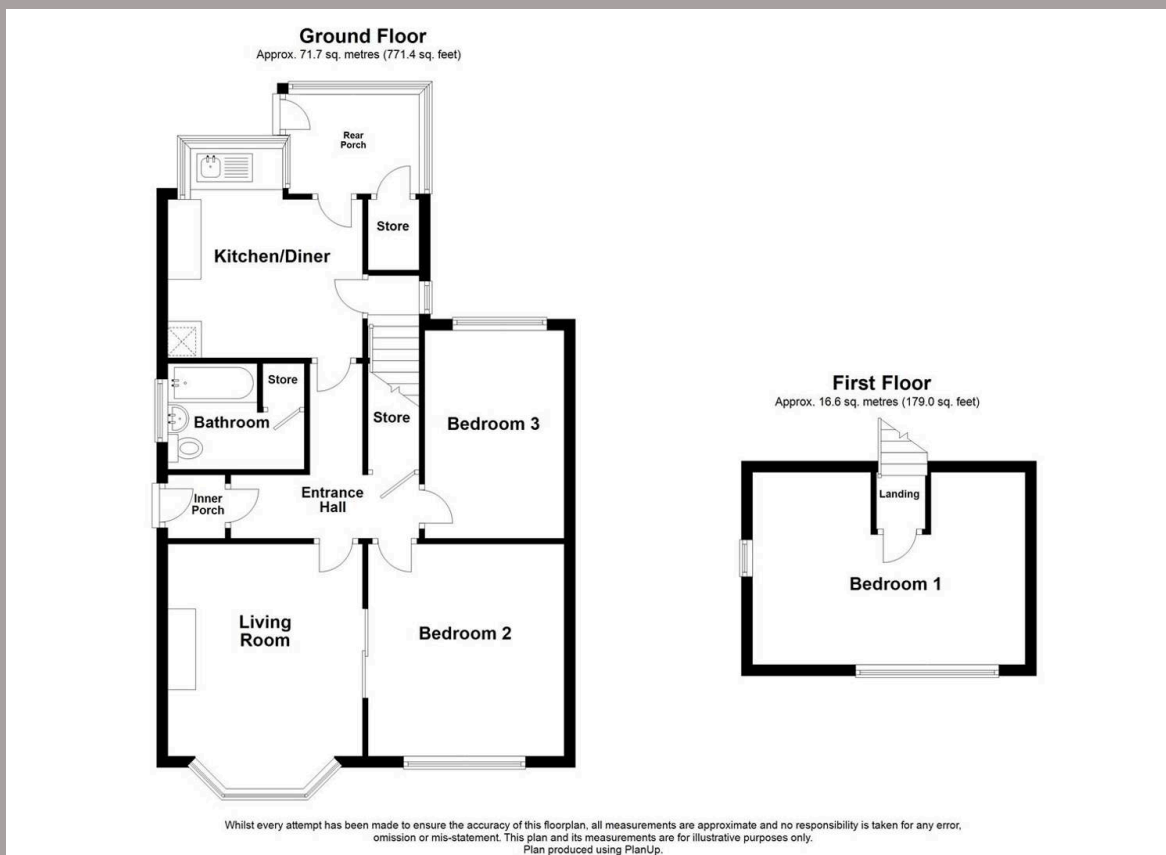 Ground Floor
Approx. 71.7 sq. metres (771.4 sq. feet)
Rear
Porch
Store
Kitchen/Diner
Store
Bathroom
Store
Bedroom 3
Inner
Porch
Entrance
Hall
Living
Room
Bedroom 2
First Floor
Approx. 16.6 sq. metres (179.0 sq. feet)
Landing
Bedroom 1
Whilst every attempt has been made to ensure the accuracy of this floorplan, all measurements are approximate and no responsibility is taken for any error,
omission or mis-statement. This plan and its measurements are for illustrative purposes only.
Plan produced using PlanUp.